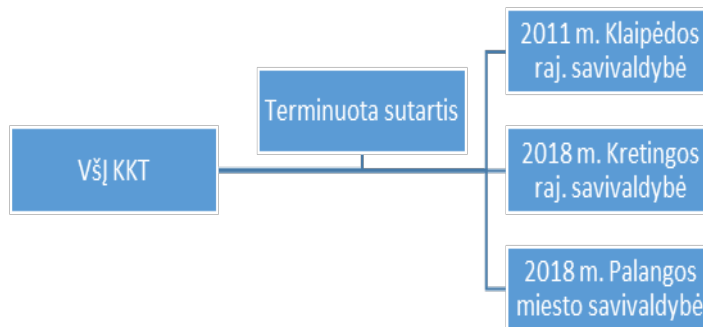 2011 m. Klaipėdos
raj. savivaldybė
Terminuota sutartis
VšĮ KKT
2018 m. Kretingos
raj. savivaldybė
2018 m. Palangos
miesto savivaldybė